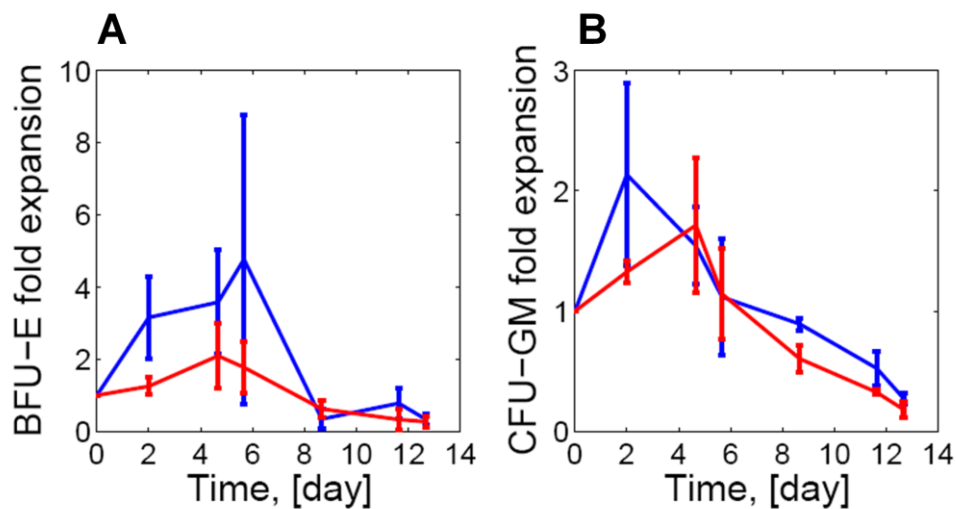 A
BFU-E fold expansion
10
8
6
4
2
0
0 2 4 6 8 10 12 14
Time, [day]
B
CFU-GM fold expansion
3
2
1
0
0 2 4 6 8 10 12 14
Time, [day]